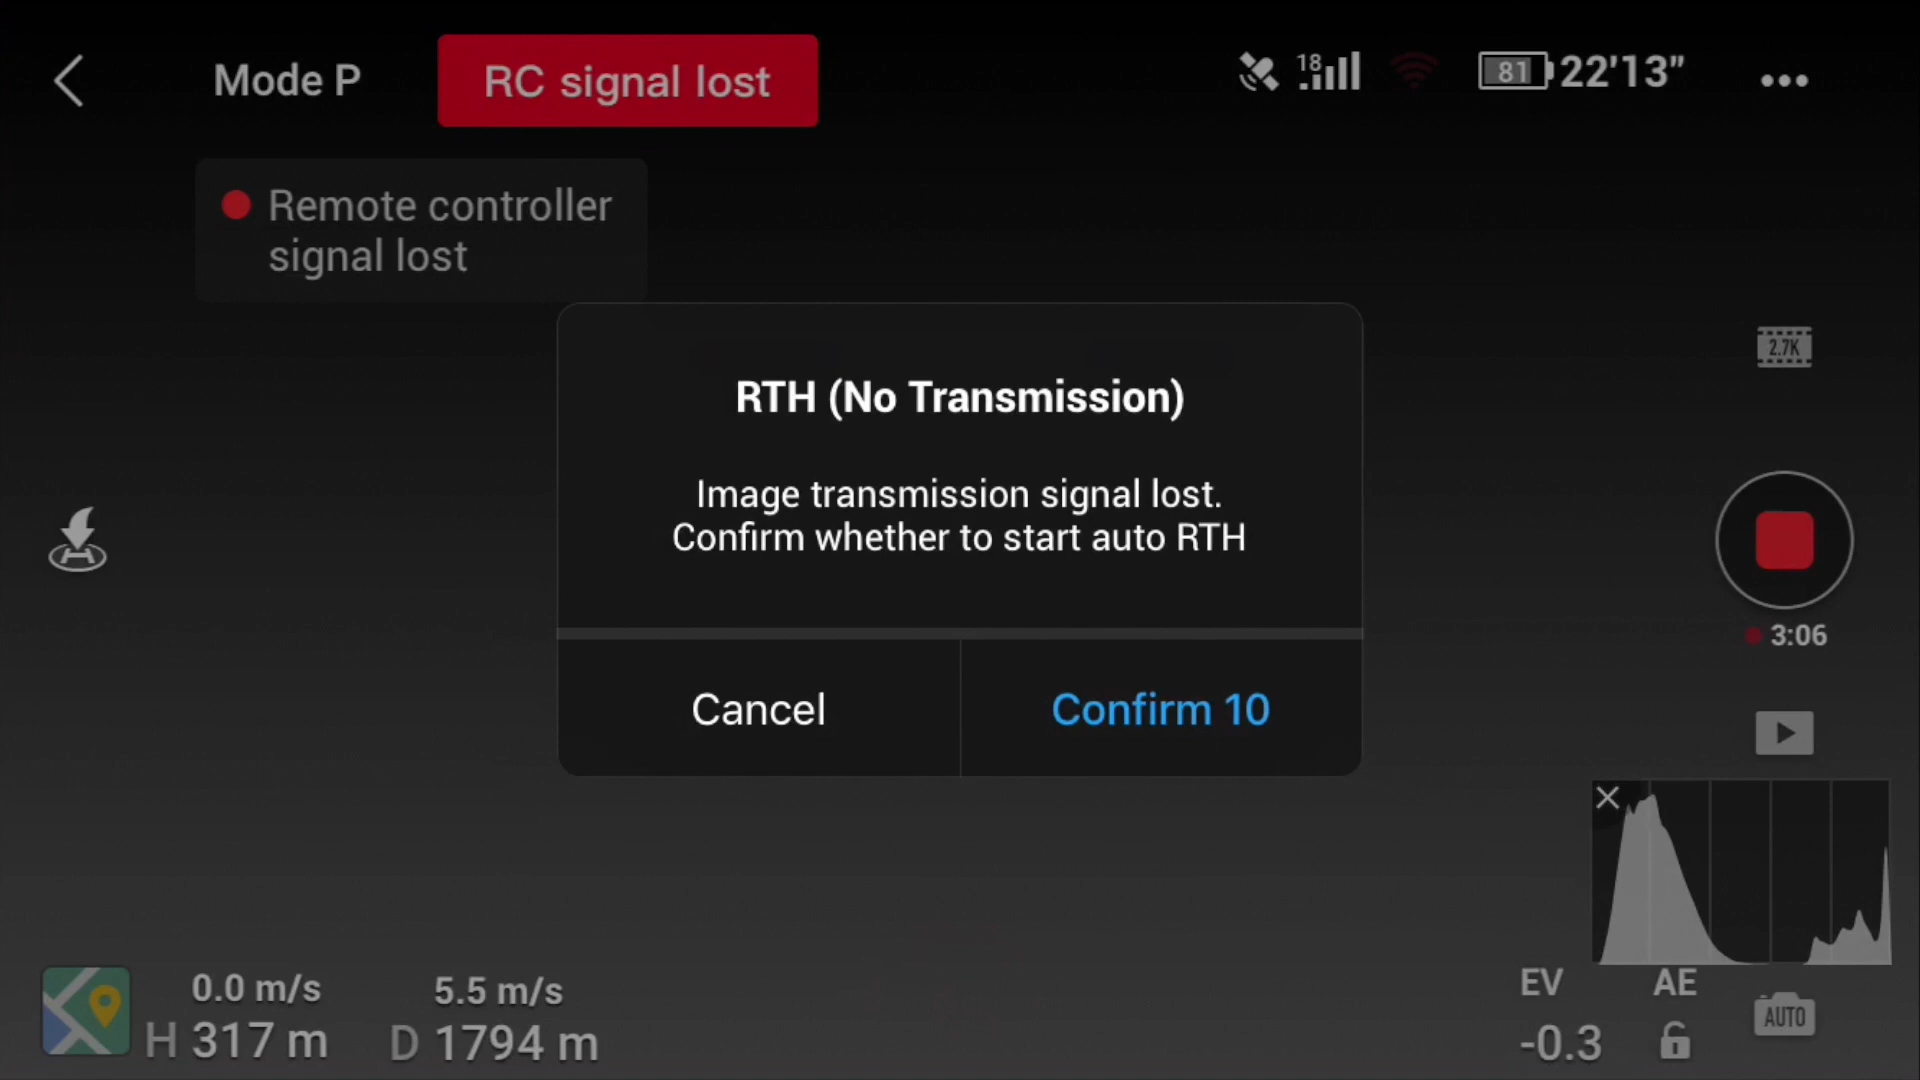 Mode P
RC signal lost
18
81
22'13"
Remote controller
signal lost
2.7K
RTH (No Transmission)
Image transmission signal lost.
Confirm whether to start auto RTH
Cancel
Confirm 10
3:06
0.0 m/s
5.5 m/s
H 317 m
D 1794 m
EV
AE
-0.3
AUTO